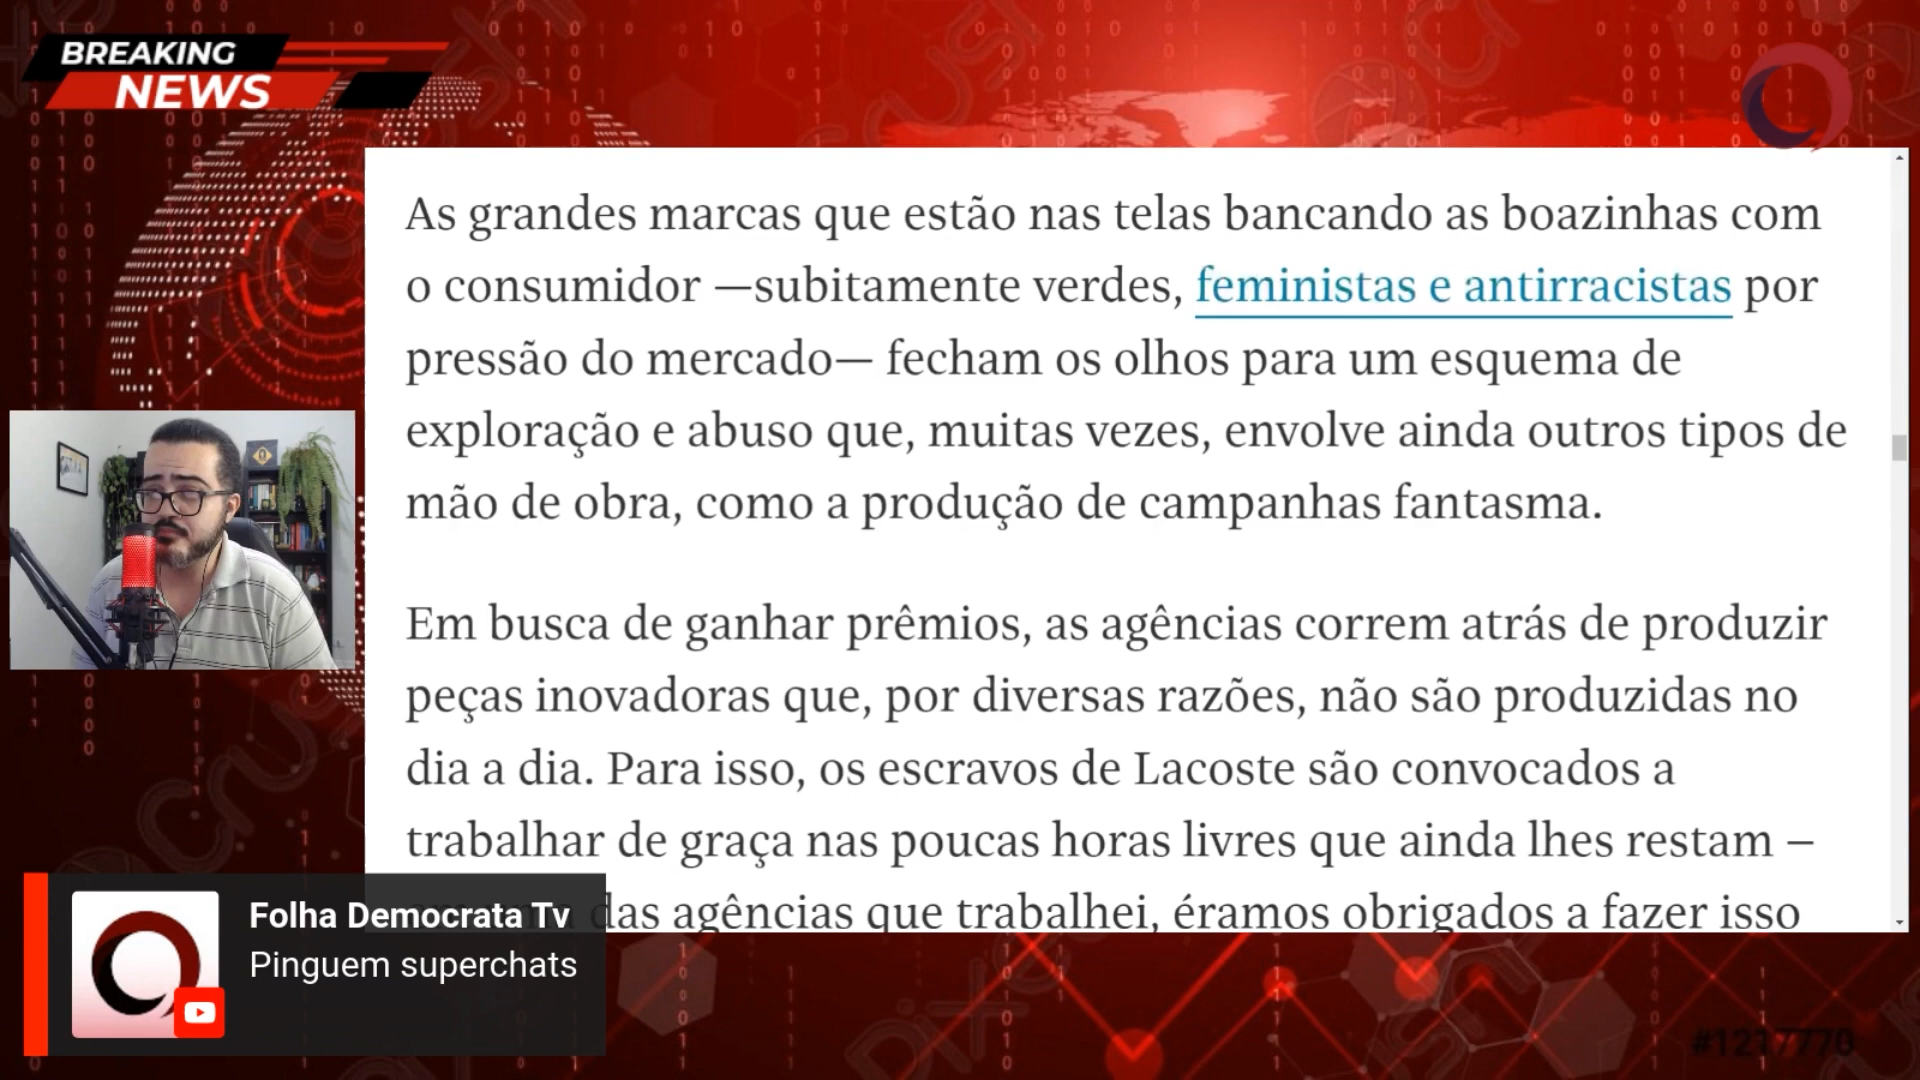 BREAKING
NEWS
As grandes marcas que estão nas telas bancando as boazinhas com
o consumidor —subitamente verdes, feministas e antirracistas por
pressão do mercado— fecham os olhos para um esquema de
exploração e abuso que, muitas vezes, envolve ainda outros tipos de
mão de obra, como a produção de campanhas fantasma.
Em busca de ganhar prêmios, as agências correm atrás de produzir
peças inovadoras que, por diversas razões, não são produzidas no
dia a dia. Para isso, os escravos de Lacoste são convocados a
trabalhar de graça nas poucas horas livres que ainda lhes restam —
das agências que trabalhei, éramos obrigados a fazer isso
Folha Democrata Tv
Pinguem superchats
#1217770